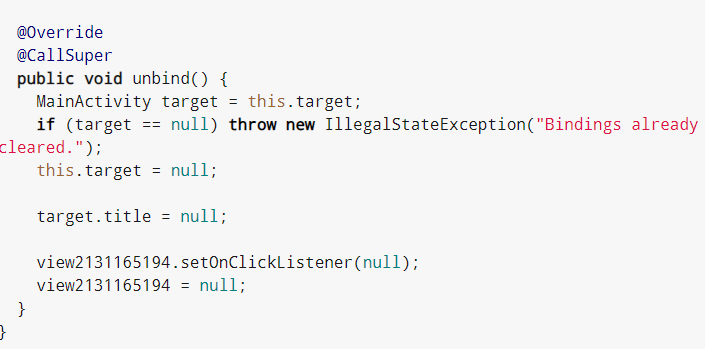 @Override
@CallSuper
public void unbind() {
MainActivity target = this.target;
if (target == null) throw new IllegalStateException("Bindings already
cleared.");
this.target = null;
target.title = null;
view2131165194.setOnClickListener(null);
view2131165194 = null;
}
}